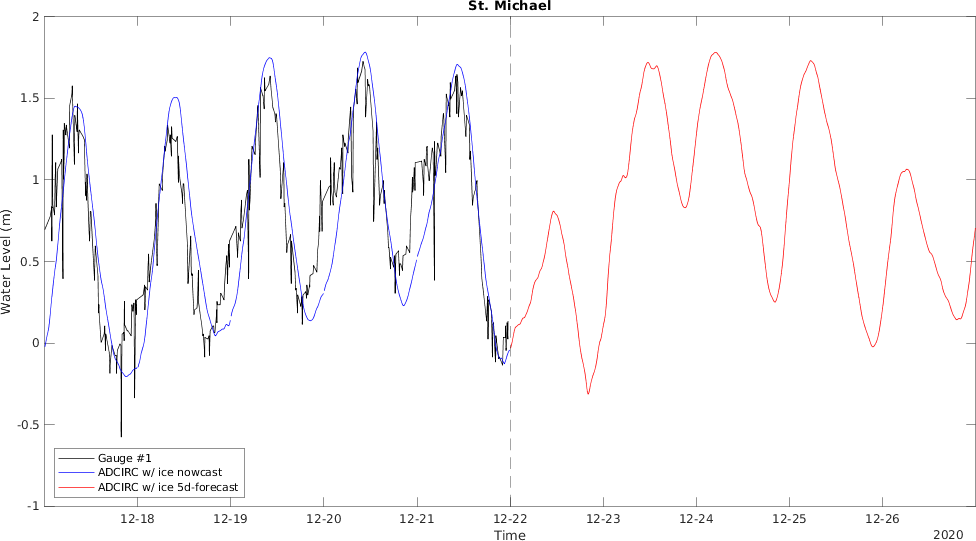 St. Michael
2
1.5
1
0.5
0
-0.5
-1
Water Level (m)
Gauge #1
ADCIRC w/ ice nowcast
ADCIRC w/ ice 5d-forecast
12-18 12-19 12-20 12-21 12-22 12-23 12-24 12-25 12-26
Time
2020